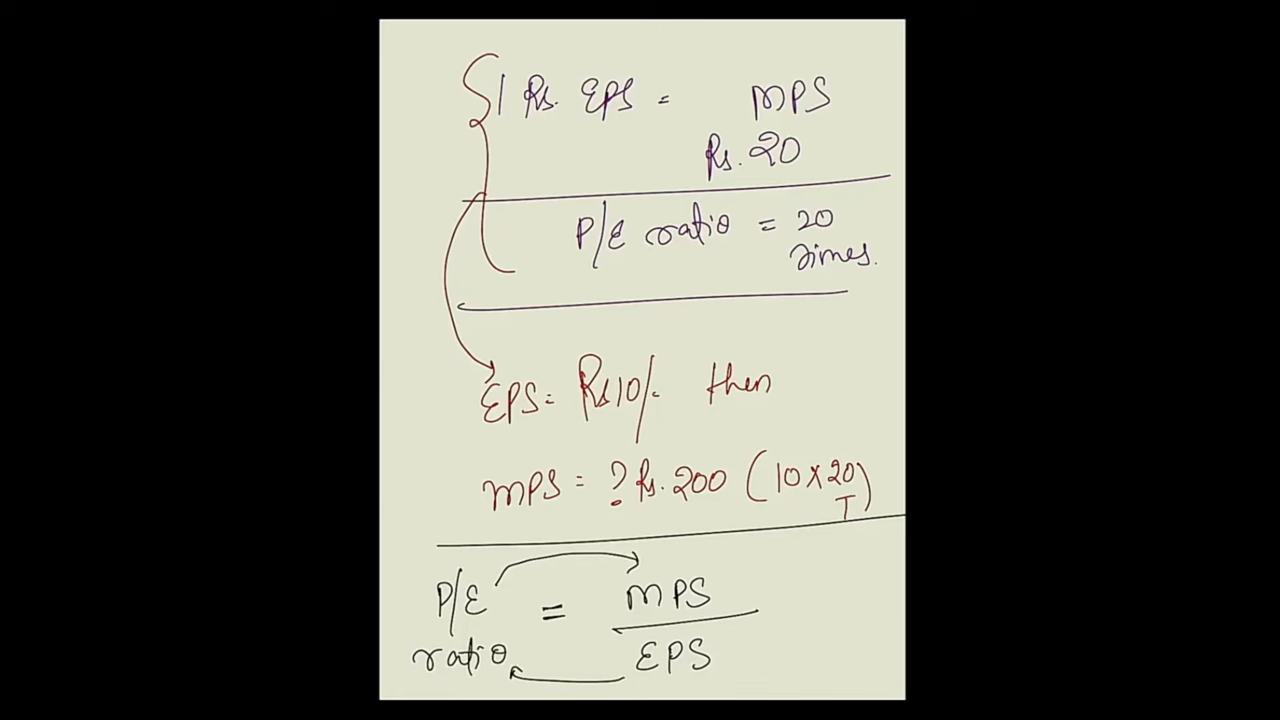 1 Rs. EPS = MPS
Rs. 20
P/E ratio = 20
times.
EPS = Rs 10/- then
MPS = ? Rs. 200 (10 x 20
T)
P/E = MPS
ratio EPS